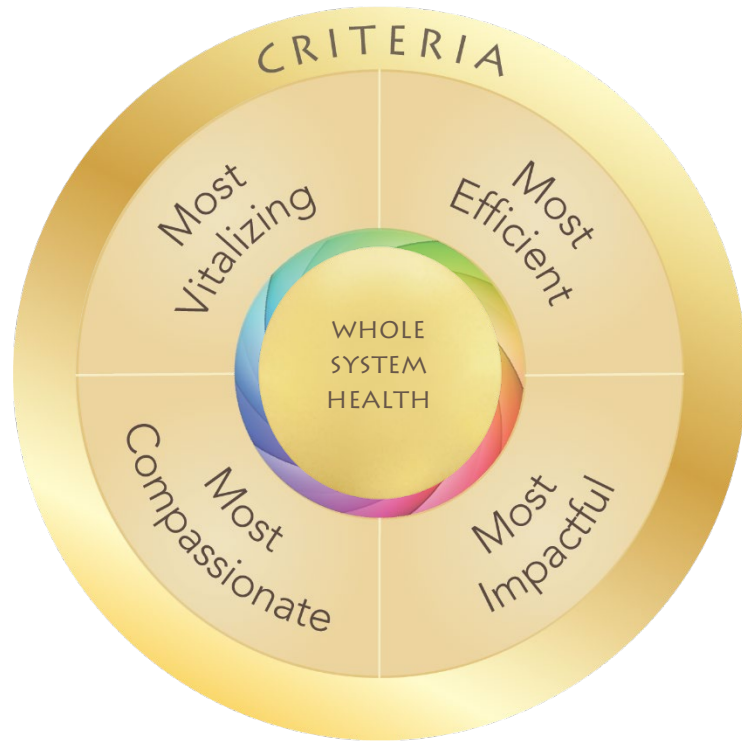 CRITERIA
Most
Vitalizing
Most
Efficient
WHOLE
SYSTEM
HEALTH
Most
Compassionate
Most
Impactful